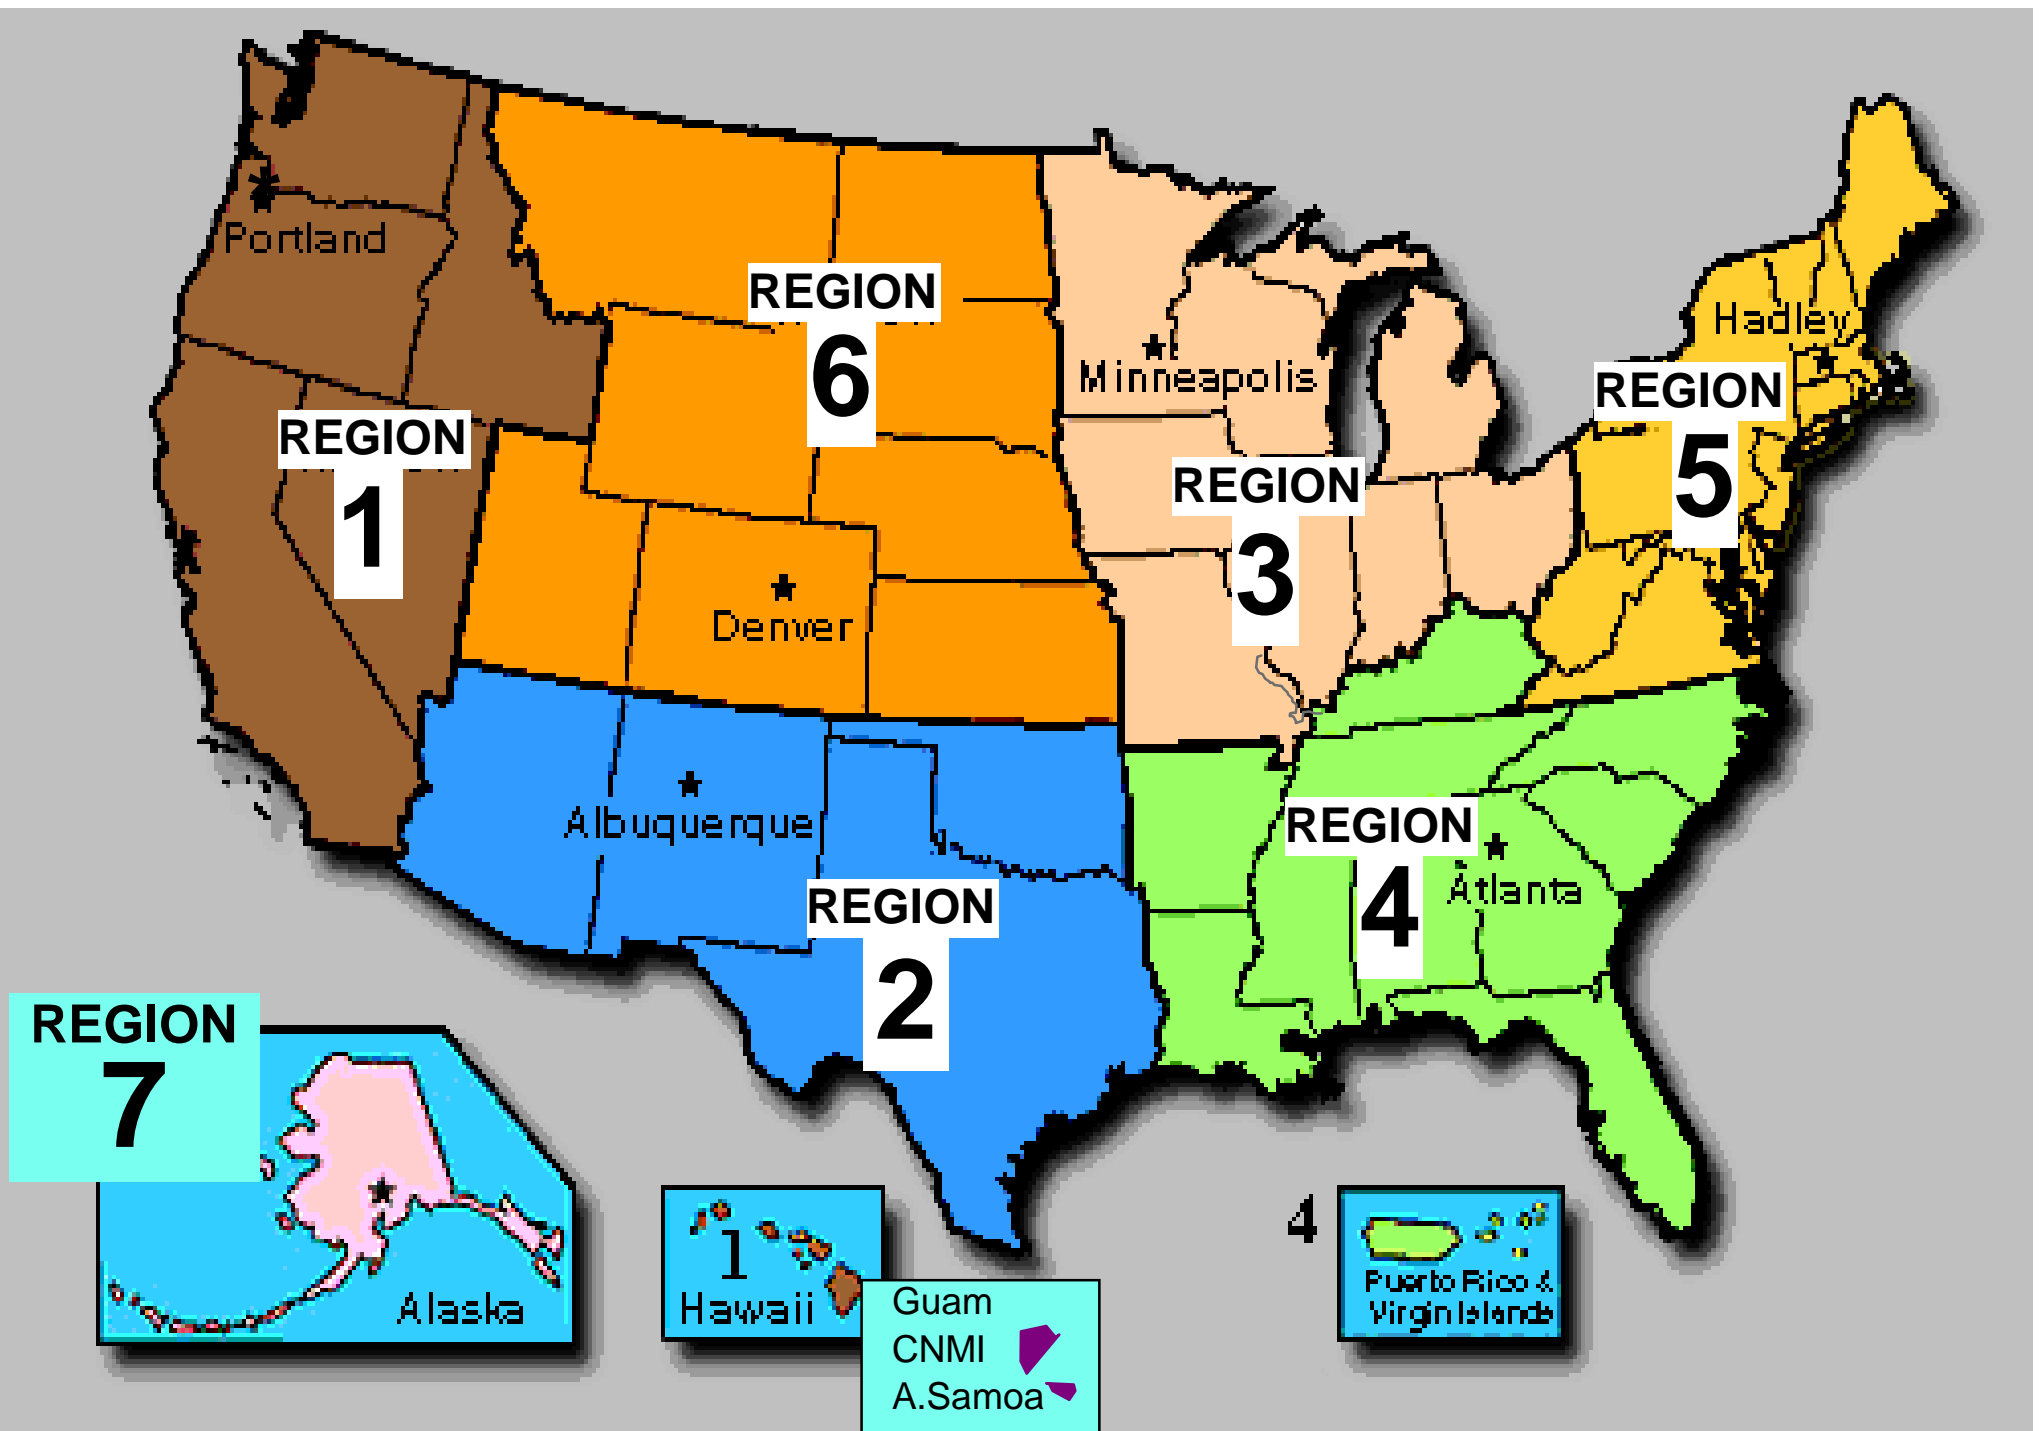 Portland
REGION
6
Hadley
Minneapolis
REGION
5
REGION
1
REGION
3
Denver
Albuquerque
REGION
4
Atlanta
REGION
2
REGION
7
Alaska
1
Hawaii
Guam
CNMI
A.Samoa
4
Puerto Rico &
Virgin Islands